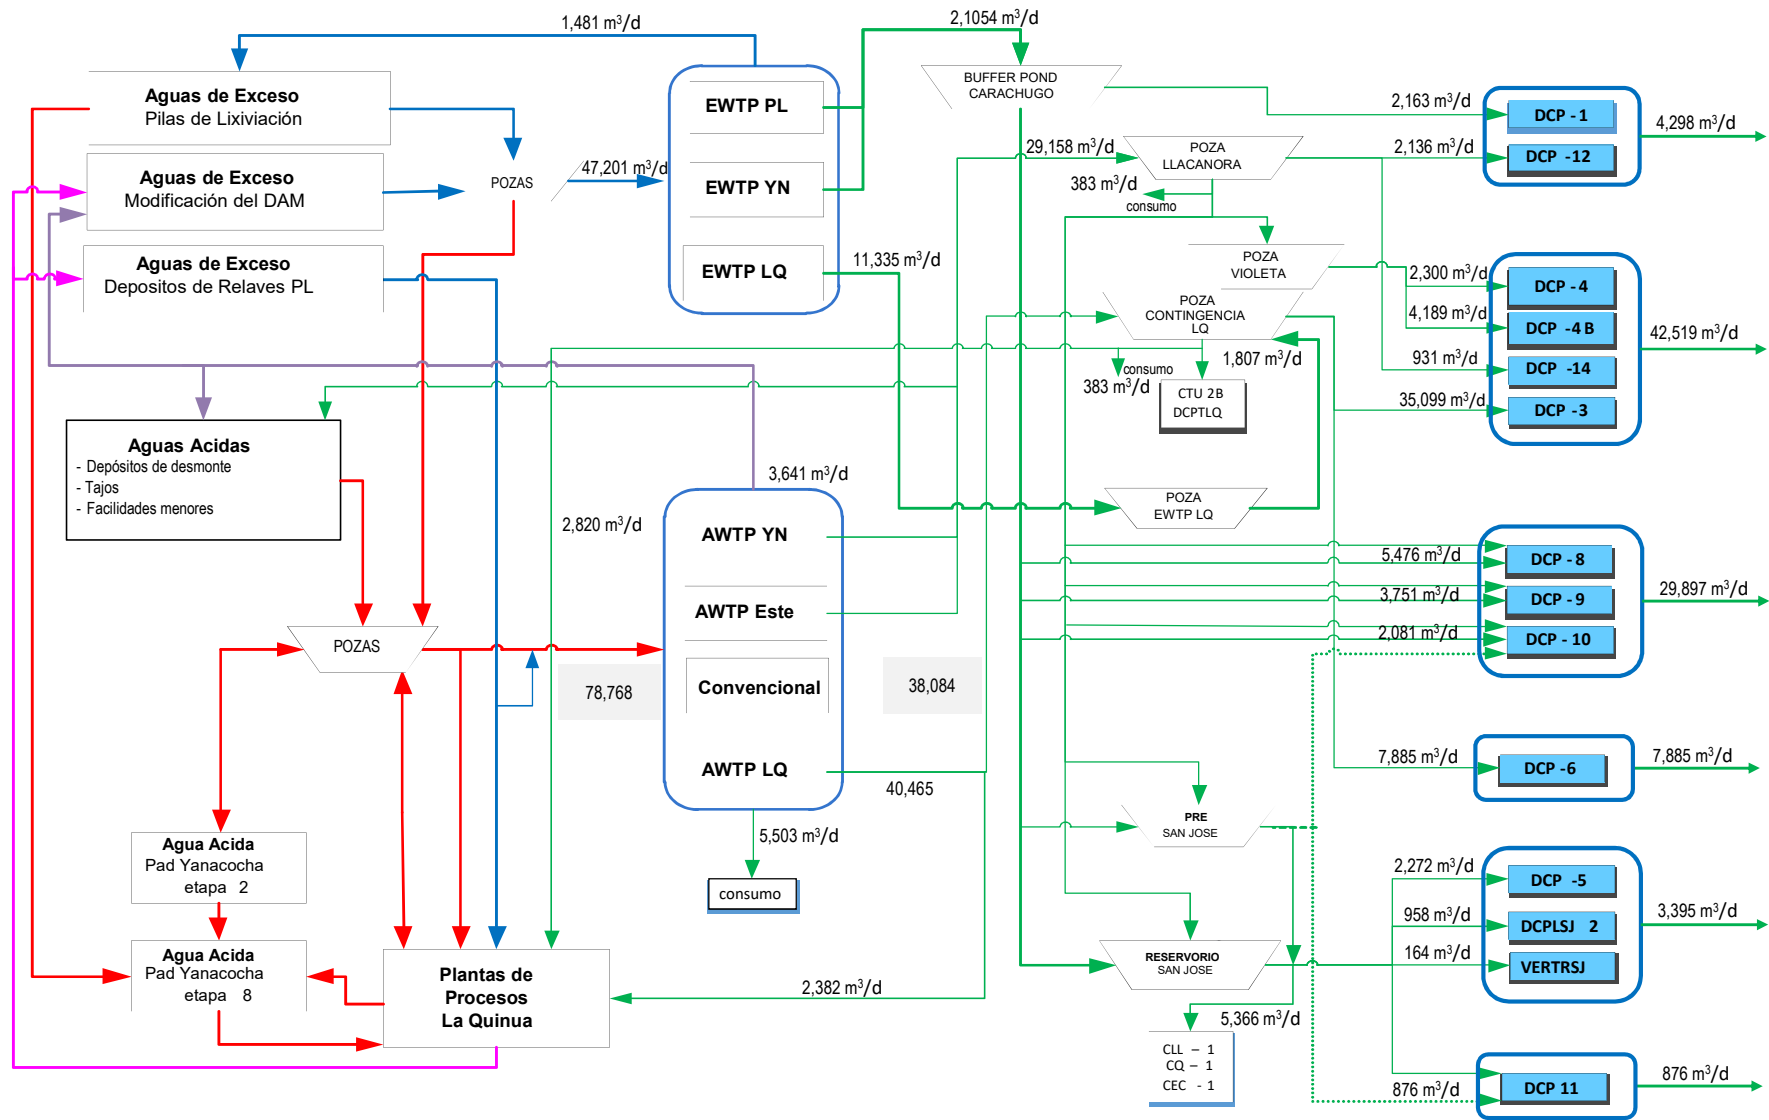 1,481 m³/d
2,1054 m³/d
Aguas de Exceso
Pilas de Lixiviación
Aguas de Exceso
Modificación del DAM
Aguas de Exceso
Depositos de Relaves PL
POZAS
47,201 m³/d
EWTP PL
EWTP YN
EWTP LQ
11,335 m³/d
BUFFER POND
CARACHUGO
29,158 m³/d
POZA
LLACANORA
383 m³/d
consumo
POZA
VIOLETA
POZA
CONTINGENCIA
LQ
1,807 m³/d
consumo
383 m³/d
CTU 2B
DCPTLQ
POZA
EWTP LQ
2,163 m³/d
DCP - 1
2,136 m³/d
DCP -12
4,298 m³/d
2,300 m³/d
DCP - 4
4,189 m³/d
DCP -4 B
931 m³/d
DCP -14
35,099 m³/d
DCP -3
42,519 m³/d
Aguas Acidas
- Depósitos de desmonte
- Tajos
- Facilidades menores
3,641 m³/d
2,820 m³/d
AWTP YN
AWTP Este
Convencional
AWTP LQ
POZAS
78,768
38,084
40,465
5,503 m³/d
consumo
5,476 m³/d
DCP - 8
3,751 m³/d
DCP - 9
2,081 m³/d
DCP - 10
29,897 m³/d
7,885 m³/d
DCP -6
7,885 m³/d
PRE
SAN JOSE
Agua Acida
Pad Yanacocha
etapa 2
Agua Acida
Pad Yanacocha
etapa 8
Plantas de
Procesos
La Quinua
2,382 m³/d
RESERVORIO
SAN JOSE
5,366 m³/d
CLL – 1
CQ – 1
CEC - 1
2,272 m³/d
DCP -5
958 m³/d
DCPLSJ 2
164 m³/d
VERTRSJ
3,395 m³/d
876 m³/d
DCP 11
876 m³/d